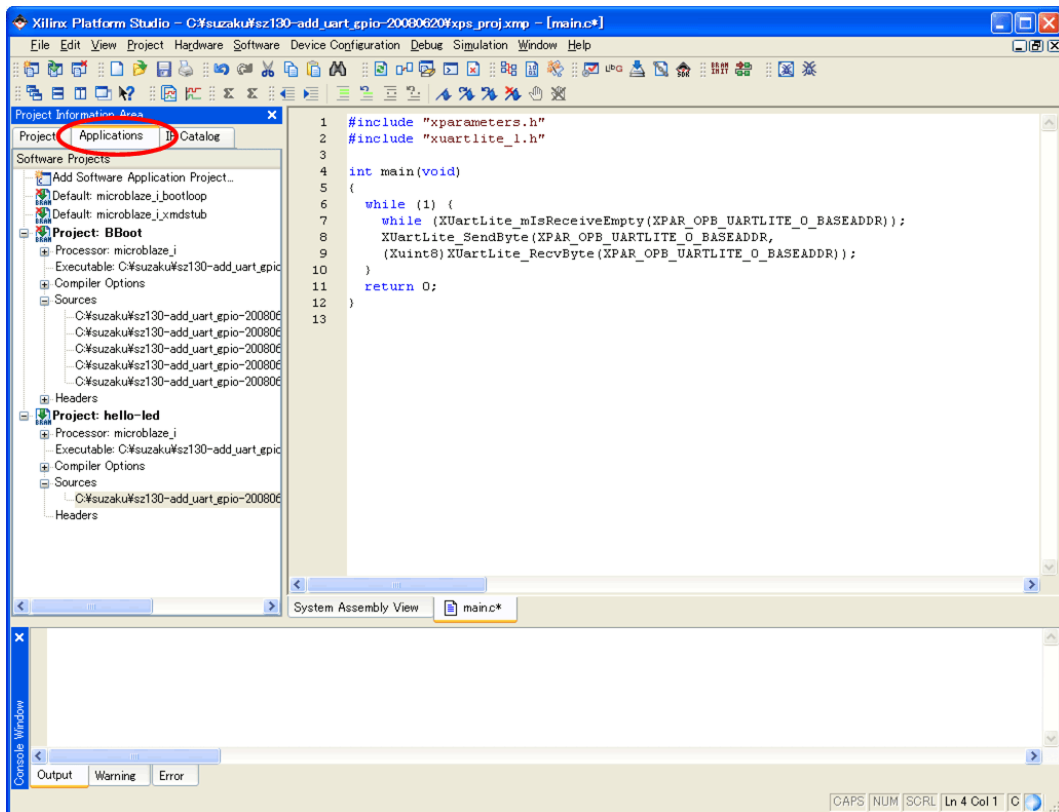 Xilinx Platform Studio - C:¥suzaku¥sz130-add_uart_gpio-20080620¥xps_proj.xmp - [main.c*]
File Edit View Project Hardware Software Device Configuration Debug Simulation Window Help
Project Information Area
Project Applications IP Catalog
Software Projects
Add Software Application Project...
Default: microblaze_i_bootloop
Default: microblaze_i_xmdstub
Project: BBoot
Processor: microblaze_i
Executable: C:¥suzaku¥sz130-add_uart_gpio
Compiler Options
Sources
C:¥suzaku¥sz130-add_uart_gpio-200806
C:¥suzaku¥sz130-add_uart_gpio-200806
C:¥suzaku¥sz130-add_uart_gpio-200806
C:¥suzaku¥sz130-add_uart_gpio-200806
C:¥suzaku¥sz130-add_uart_gpio-200806
Headers
Project: hello-led
Processor: microblaze_i
Executable: C:¥suzaku¥sz130-add_uart_gpio
Compiler Options
Sources
C:¥suzaku¥sz130-add_uart_gpio-200806
Headers
1 #include "xparameters.h"
2 #include "xuartlite_l.h"
3
4 int main(void)
5 {
6 while (1) {
7 while (XUartLite_mIsReceiveEmpty(XPAR_OPB_UARTLITE_0_BASEADDR));
8 XUartLite_SendByte(XPAR_OPB_UARTLITE_0_BASEADDR,
9 (Xuint8)XUartLite_RecvByte(XPAR_OPB_UARTLITE_0_BASEADDR));
10 }
11 return 0;
12 }
13
System Assembly View main.c*
Console Window
Output Warning Error
CAPS NUM SCRL Ln 4 Col 1 C